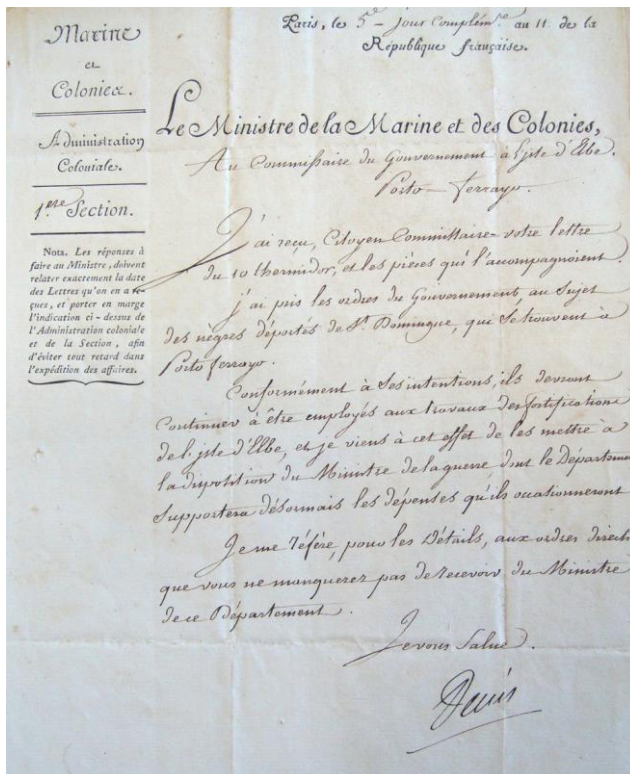 Marine
et
Colonies.
Administration
Coloniale.
1.ere Section.
Nota. Les réponses à
faire au Ministre, doivent
relater exactement la date
des Lettres qu'on en a re-
çues, et porter en marge
l'indication ci-dessus de
l'Administration coloniale
et de la Section, afin
d'éviter tout retard dans
l'expédition des affaires.
Paris, le 5e Jour Complém.re an 11. de la
République française.
Le Ministre de la Marine et des Colonies,
Au Commissaire du Gouvernement à l'isle d'Elbe.
Porto-ferrayo.
J'ai reçu, Citoyen Commissaire votre lettre
du 10 thermidor, et les pièces qui l'accompagnoient.
j'ai pris les ordres du Gouvernement, au Sujet
des nègres déportés de St. Domingue, qui se trouvent à
Porto ferrayo.
Conformément à Ses intentions, ils devront
Continuer à être employés aux travaux des fortifications
de l'isle d'Elbe, et je viens à cet effet de les mettre à
la disposition du Ministre de la guerre dont le Département
Supportera désormais les dépenses qu'ils occationneront
Je me réfère, pour les Détails, aux ordres directs
que vous ne manquerez pas de recevoir du Ministre
de ce Département.
Je vous Salue.
Denis